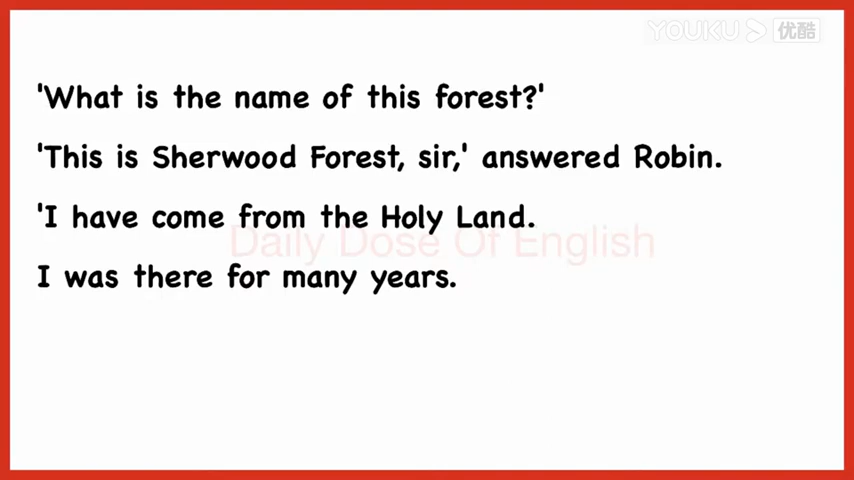 YOUKU 优酷
'What is the name of this forest?'
'This is Sherwood Forest, sir,' answered Robin.
'I have come from the Holy Land.
Daily Dose Of English
I was there for many years.